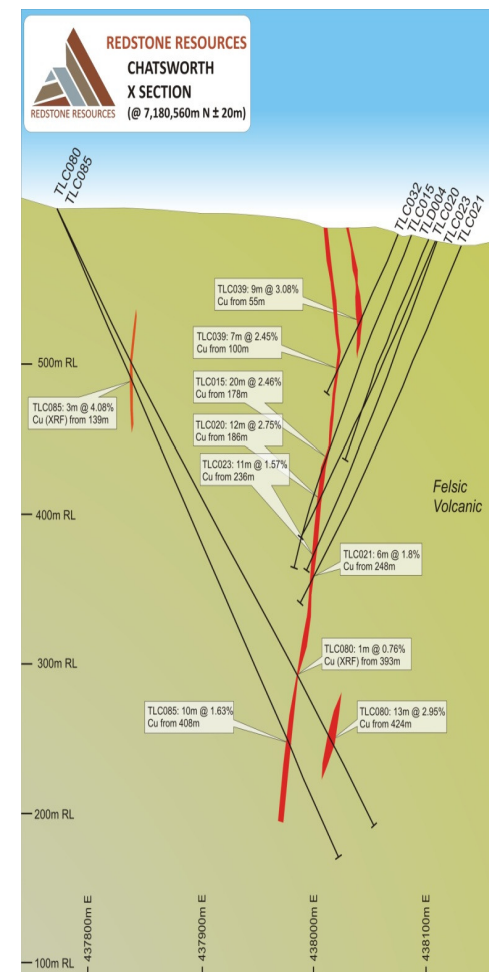 REDSTONE RESOURCES
CHATSWORTH
X SECTION
(@ 7,180,560m N ± 20m)
REDSTONE RESOURCES
TLC080
TLC085
TLC032
TLC015
TLD004
TLC020
TLC023
TLC021
TLC039: 9m @ 3.08%
Cu from 55m
TLC039: 7m @ 2.45%
Cu from 100m
500m RL
TLC015: 20m @ 2.46%
Cu from 178m
TLC085: 3m @ 4.08%
Cu (XRF) from 139m
TLC020: 12m @ 2.75%
Cu from 186m
TLC023: 11m @ 1.57%
Cu from 236m
Felsic
Volcanic
400m RL
TLC021: 6m @ 1.8%
Cu from 248m
300m RL
TLC080: 1m @ 0.76%
Cu (XRF) from 393m
TLC085: 10m @ 1.63%
Cu from 408m
TLC080: 13m @ 2.95%
Cu from 424m
200m RL
437800m E
437900m E
438000m E
438100m E
100m RL